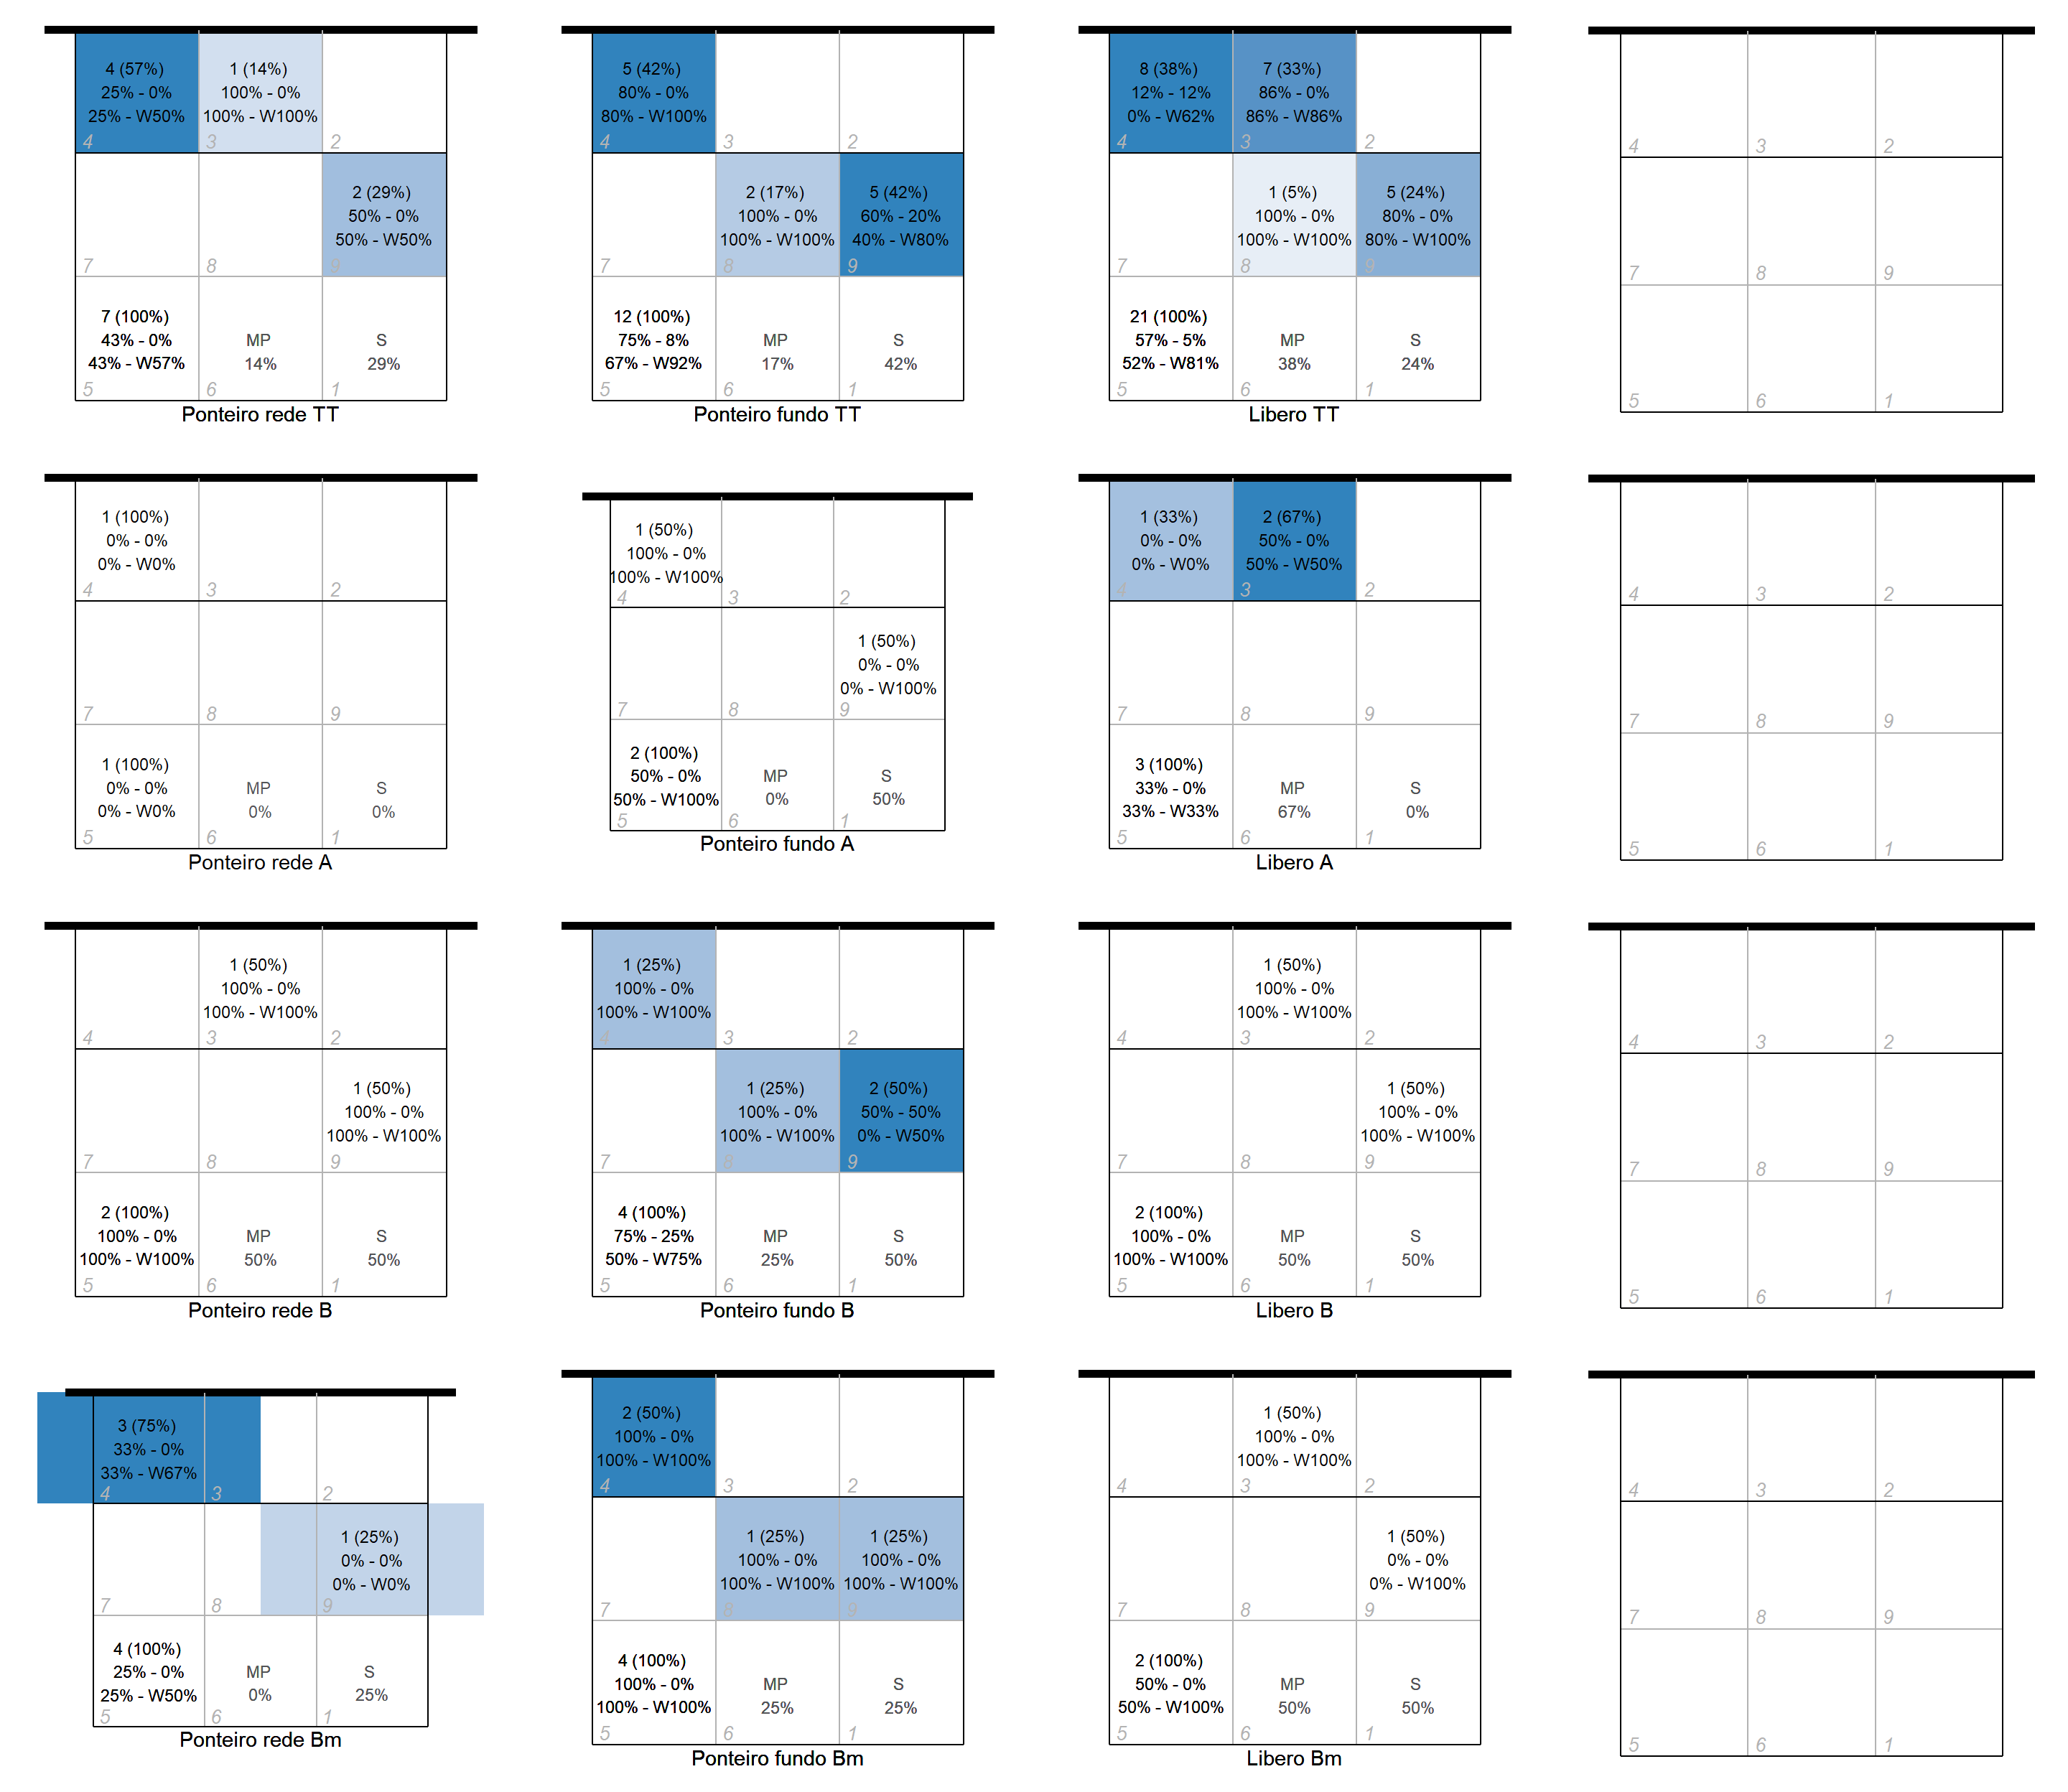 4 (57%)
25% - 0%
25% - W50%
4
1 (14%)
100% - 0%
100% - W100%
3
2
7
8
2 (29%)
50% - 0%
50% - W50%
9
7 (100%)
43% - 0%
43% - W57%
5
MP
14%
6
S
29%
1
Ponteiro rede TT
5 (42%)
80% - 0%
80% - W100%
4
3
2
7
2 (17%)
100% - 0%
100% - W100%
8
5 (42%)
60% - 20%
40% - W80%
9
12 (100%)
75% - 8%
67% - W92%
5
MP
17%
6
S
42%
1
Ponteiro fundo TT
8 (38%)
12% - 12%
0% - W62%
4
7 (33%)
86% - 0%
86% - W86%
3
2
7
1 (5%)
100% - 0%
100% - W100%
8
5 (24%)
80% - 0%
80% - W100%
9
21 (100%)
57% - 5%
52% - W81%
5
MP
38%
6
S
24%
1
Libero TT
4
3
2
7
8
9
5
6
1
1 (100%)
0% - 0%
0% - W0%
4
3
2
7
8
9
1 (100%)
0% - 0%
0% - W0%
5
MP
0%
6
S
0%
1
Ponteiro rede A
1 (50%)
100% - 0%
100% - W100%
4
3
2
7
8
1 (50%)
0% - 0%
0% - W100%
9
2 (100%)
50% - 0%
50% - W100%
5
MP
0%
6
S
50%
1
Ponteiro fundo A
1 (33%)
0% - 0%
0% - W0%
4
2 (67%)
50% - 0%
50% - W50%
3
2
7
8
9
3 (100%)
33% - 0%
33% - W33%
5
MP
67%
6
S
0%
1
Libero A
4
3
2
7
8
9
5
6
1
4
1 (50%)
100% - 0%
100% - W100%
3
2
7
8
1 (50%)
100% - 0%
100% - W100%
9
2 (100%)
100% - 0%
100% - W100%
5
MP
50%
6
S
50%
1
Ponteiro rede B
1 (25%)
100% - 0%
100% - W100%
4
3
2
7
1 (25%)
100% - 0%
100% - W100%
8
2 (50%)
50% - 50%
0% - W50%
9
4 (100%)
75% - 25%
50% - W75%
5
MP
25%
6
S
50%
1
Ponteiro fundo B
4
1 (50%)
100% - 0%
100% - W100%
3
2
7
8
1 (50%)
100% - 0%
100% - W100%
9
2 (100%)
100% - 0%
100% - W100%
5
MP
50%
6
S
50%
1
Libero B
4
3
2
7
8
9
5
6
1
3 (75%)
33% - 0%
33% - W67%
4
3
2
7
8
1 (25%)
0% - 0%
0% - W0%
9
4 (100%)
25% - 0%
25% - W50%
5
MP
0%
6
S
25%
1
Ponteiro rede Bm
2 (50%)
100% - 0%
100% - W100%
4
3
2
7
1 (25%)
100% - 0%
100% - W100%
8
1 (25%)
100% - 0%
100% - W100%
9
4 (100%)
100% - 0%
100% - W100%
5
MP
25%
6
S
25%
1
Ponteiro fundo Bm
4
1 (50%)
100% - 0%
100% - W100%
3
2
7
8
1 (50%)
0% - 0%
0% - W100%
9
2 (100%)
50% - 0%
50% - W100%
5
MP
50%
6
S
50%
1
Libero Bm
4
3
2
7
8
9
5
6
1